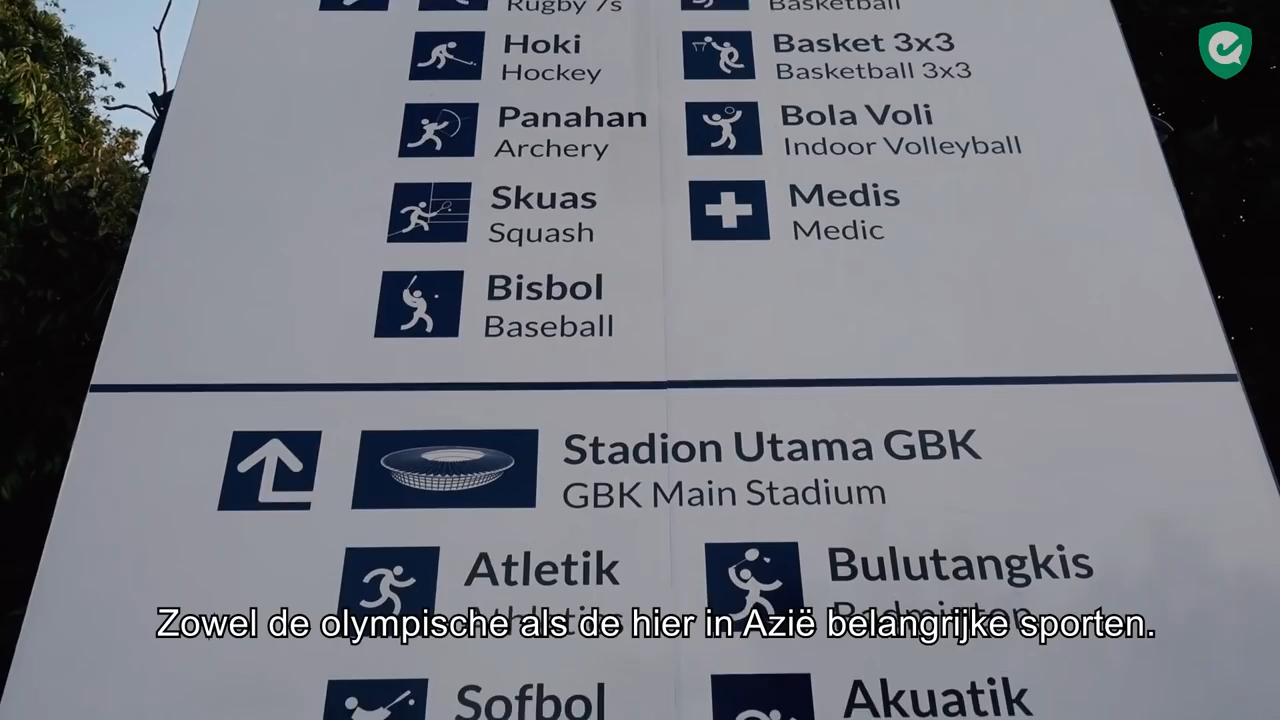 Rugby 7s
Basketball
Hoki
Hockey
Basket 3x3
Basketball 3x3
Panahan
Archery
Bola Voli
Indoor Volleyball
Skuas
Squash
Medis
Medic
Bisbol
Baseball
Stadion Utama GBK
GBK Main Stadium
Atletik
Athletics
Bulutangkis
Badminton
Zowel de olympische als de hier in Azië belangrijke sporten.
Sofbol
Akuatik